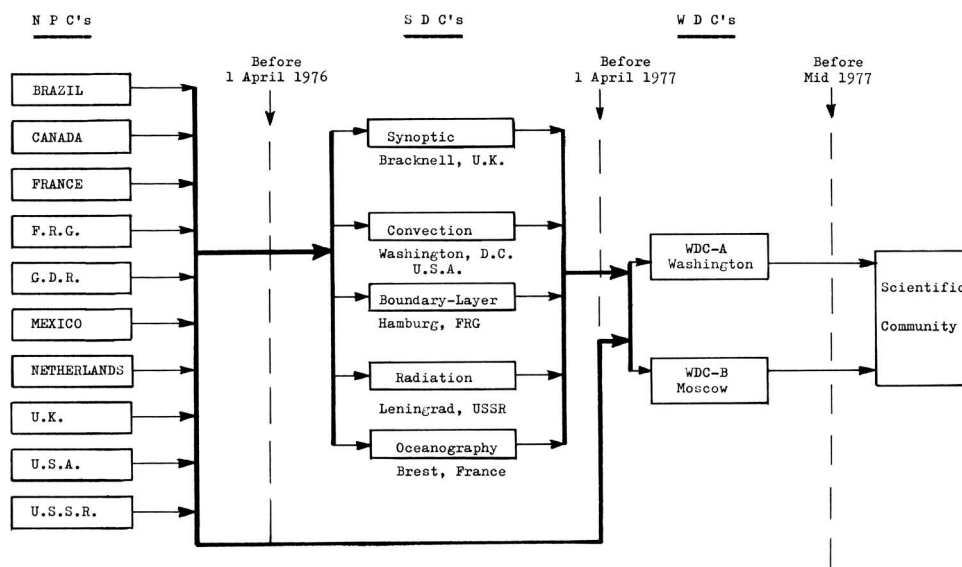 N P C's
S D C's
W D C's
Before
1 April 1976
Before
1 April 1977
Before
Mid 1977
BRAZIL
CANADA
FRANCE
F.R.G.
G.D.R.
MEXICO
NETHERLANDS
U.K.
U.S.A.
U.S.S.R.
Synoptic
Bracknell, U.K.
Convection
Washington, D.C.
U.S.A.
Boundary-Layer
Hamburg, FRG
Radiation
Leningrad, USSR
Oceanography
Brest, France
WDC-A
Washington
WDC-B
Moscow
Scientific
Community